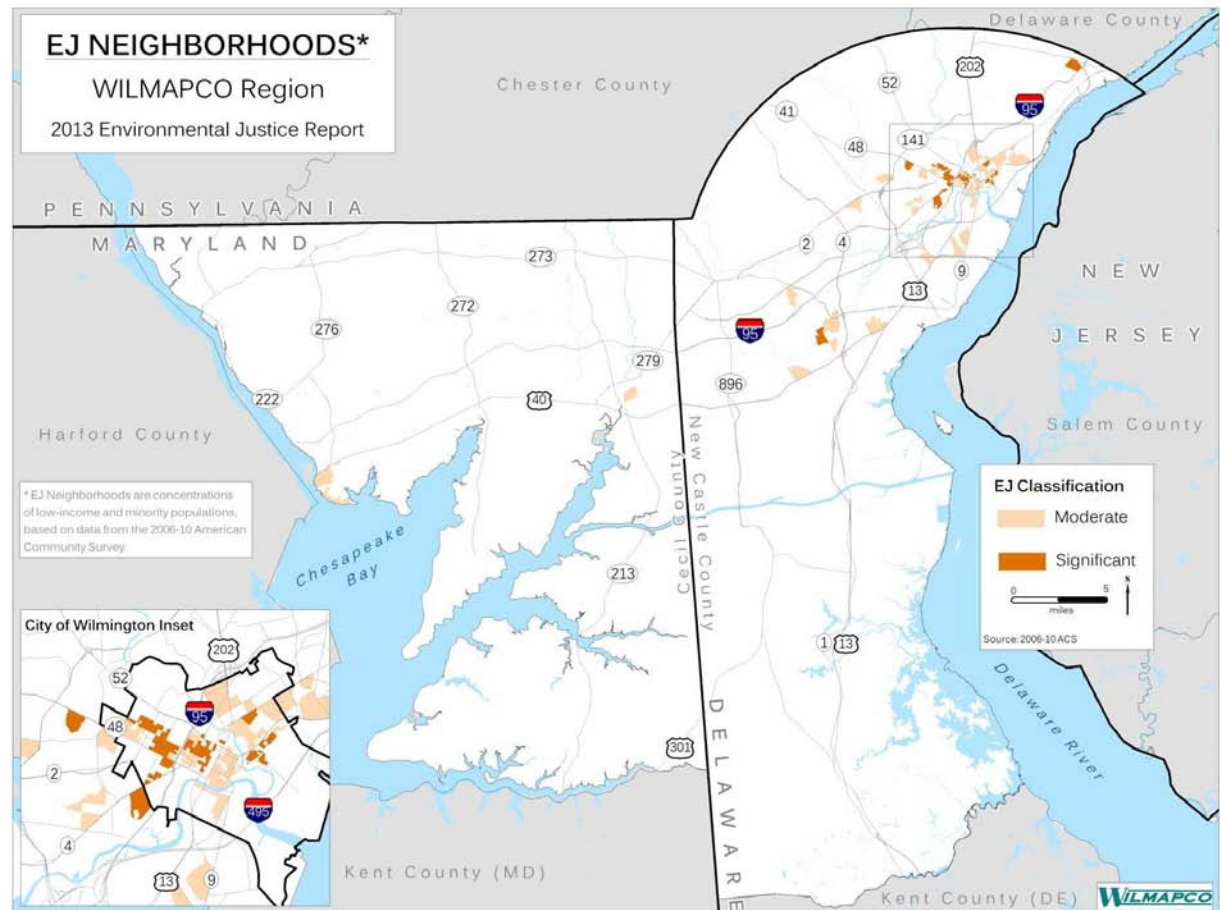 EJ NEIGHBORHOODS*
WILMAPCO Region
2013 Environmental Justice Report
Delaware County
Chester County
202
52
95
41
141
48
PENNSYLVANIA
MARYLAND
273
2
4
9
NEW
JERSEY
13
272
276
95
279
896
222
40
Harford County
Salem County
New Castle County
Cecil County
* EJ Neighborhoods are concentrations
of low-income and minority populations,
based on data from the 2006-10 American
Community Survey.
Chesapeake
Bay
213
EJ Classification
Moderate
Significant
0 5
miles
N
Source: 2006-10 ACS
1
13
301
DELAWARE
Delaware River
City of Wilmington Inset
202
52
95
48
2
495
4
13
9
Kent County (MD)
Kent County (DE)
WILMAPCO